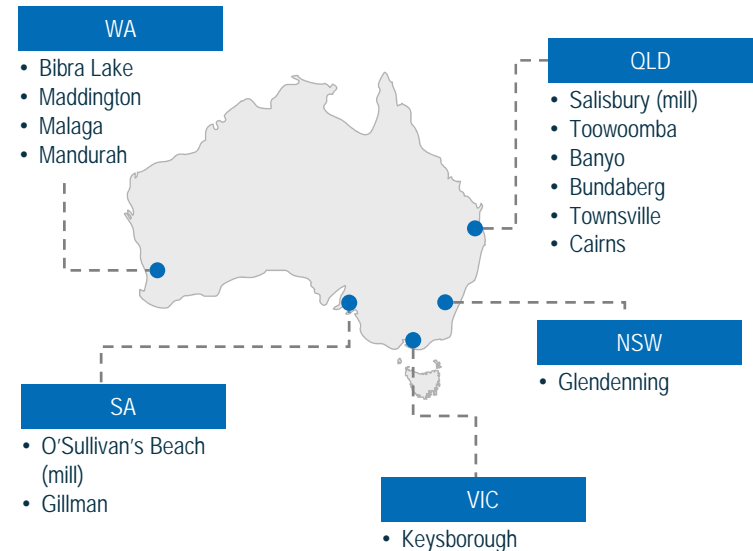 WA
• Bibra Lake
• Maddington
• Malaga
• Mandurah
QLD
• Salisbury (mill)
• Toowoomba
• Banyo
• Bundaberg
• Townsville
• Cairns
NSW
• Glendenning
SA
• O'Sullivan's Beach
(mill)
• Gillman
VIC
• Keysborough